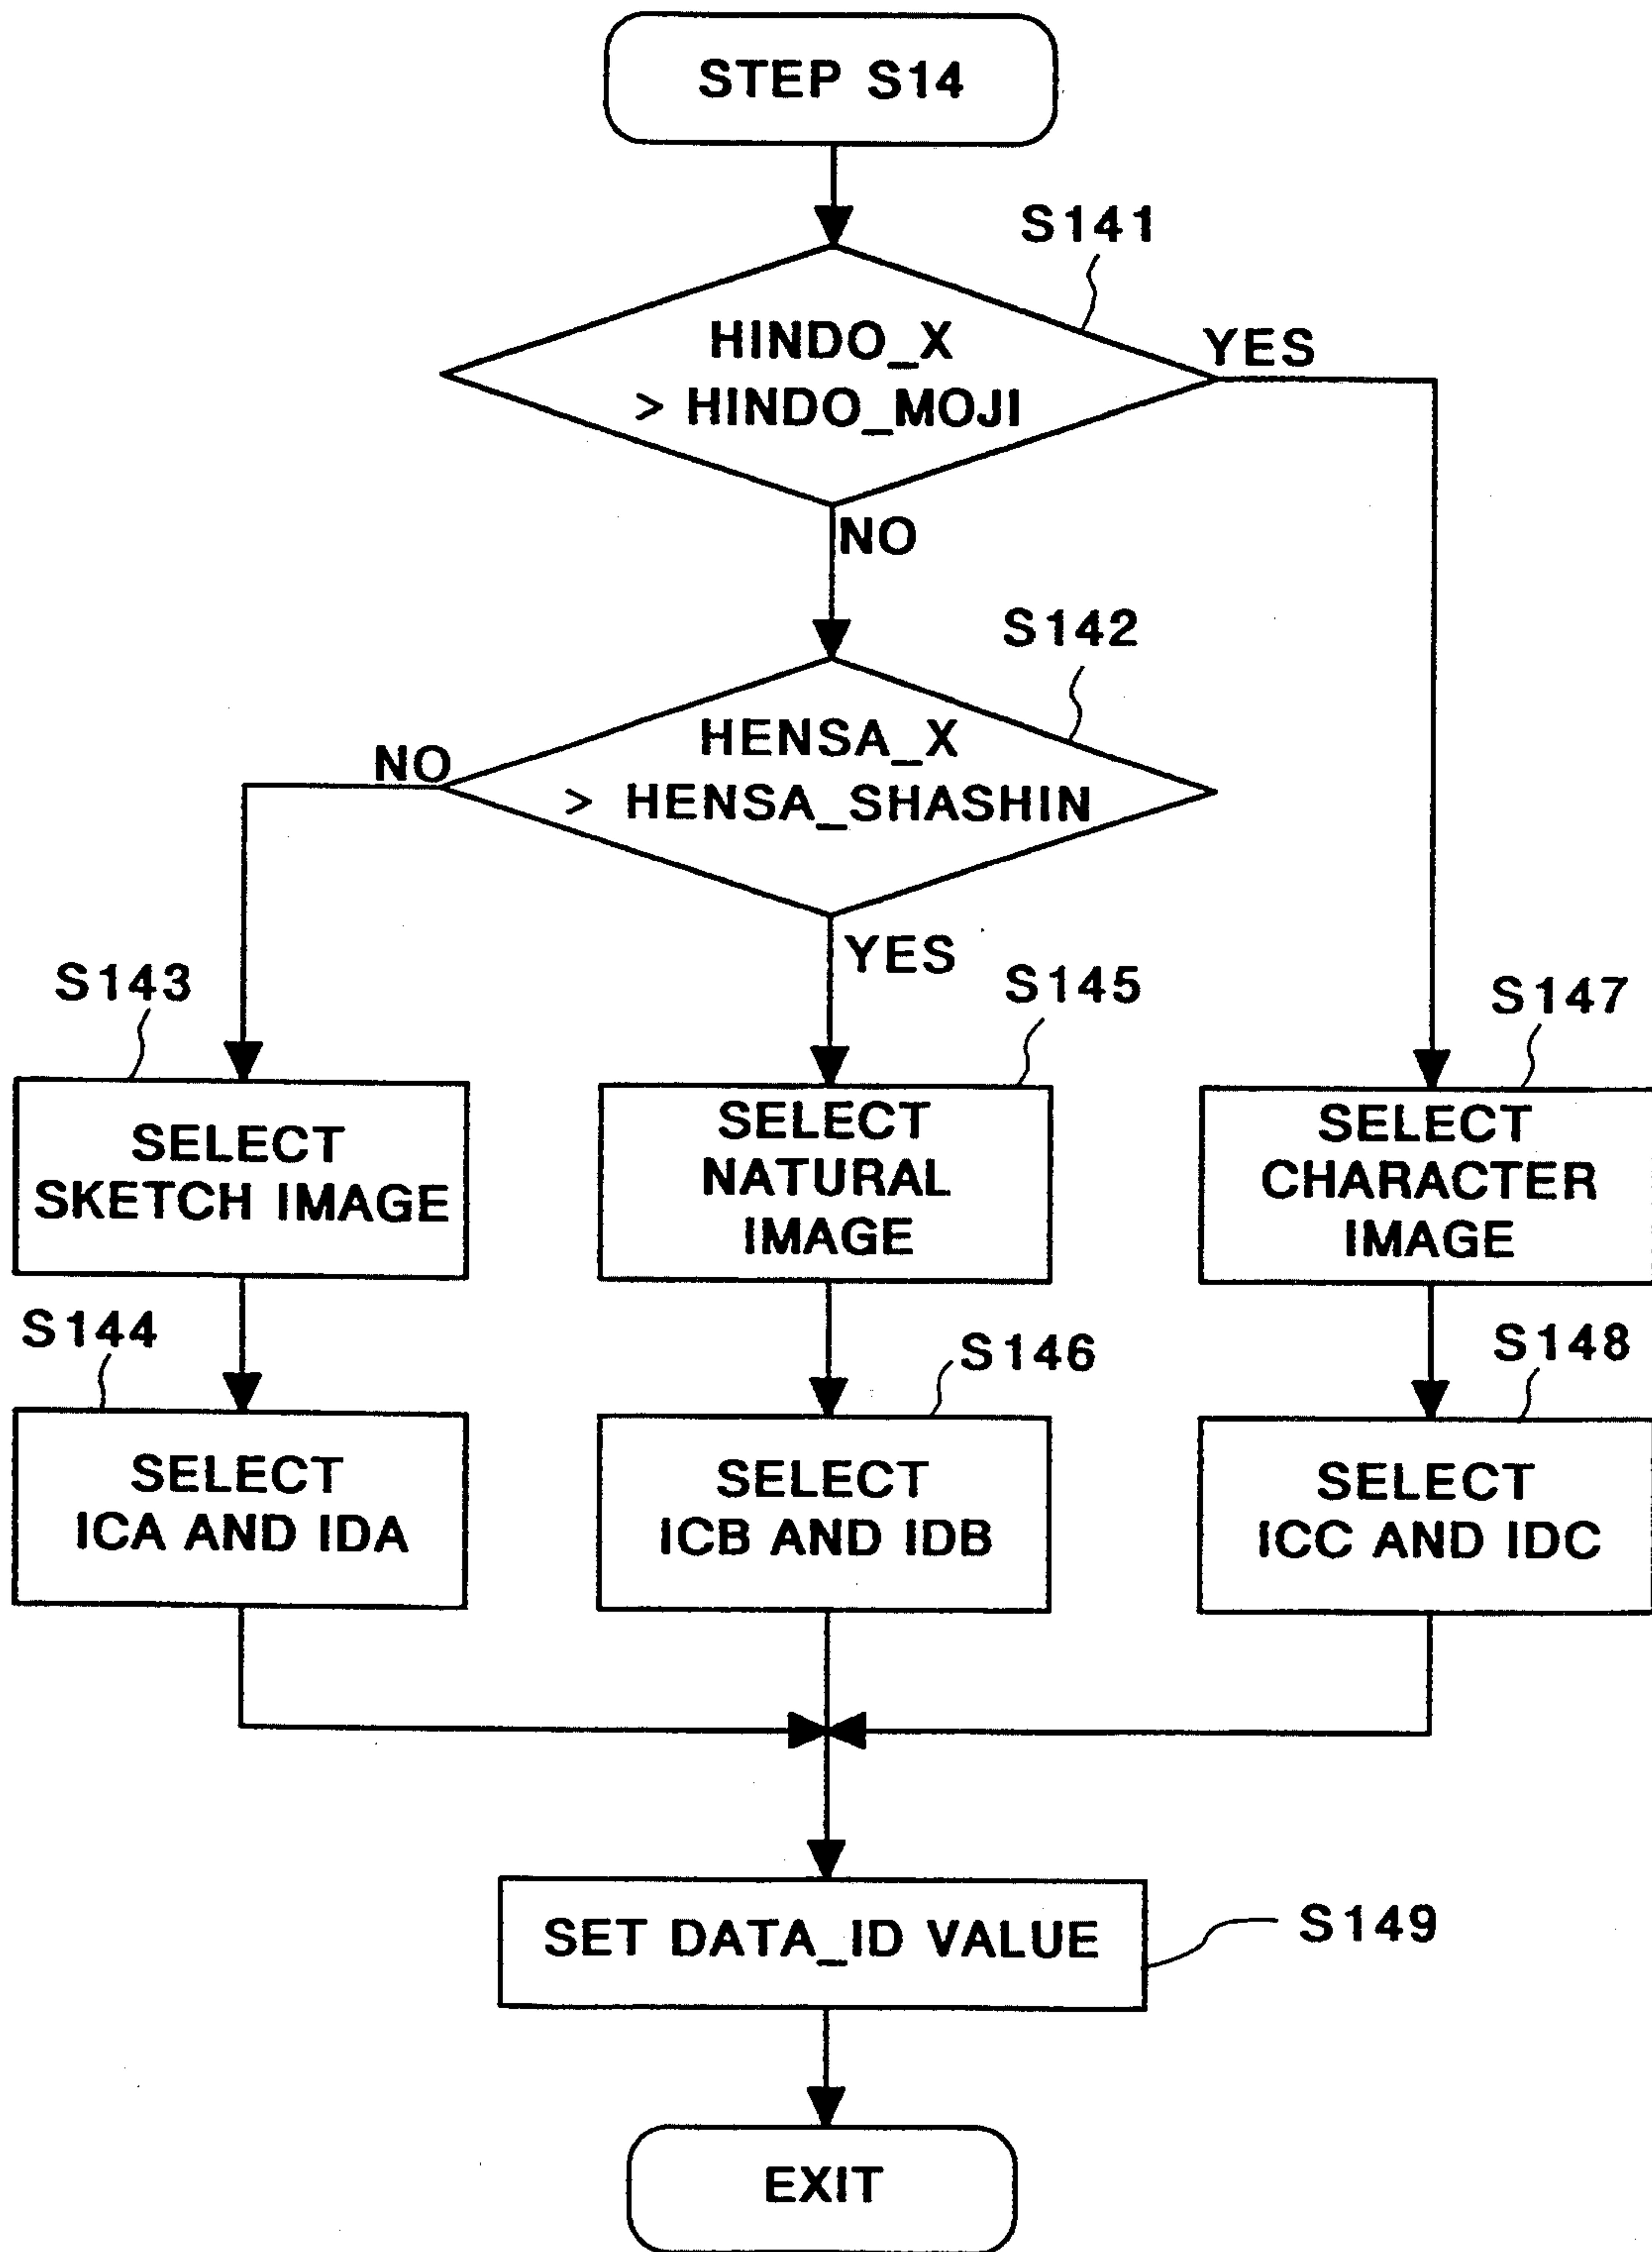 STEP S14
S141
HINDO_X
> HINDO_MOJI
YES
NO
S142
HENSA_X
> HENSA_SHASHIN
NO
YES
S143
SELECT
SKETCH IMAGE
S145
SELECT
NATURAL
IMAGE
S147
SELECT
CHARACTER
IMAGE
S144
SELECT
ICA AND IDA
S146
SELECT
ICB AND IDB
S148
SELECT
ICC AND IDC
SET DATA_ID VALUE
S149
EXIT